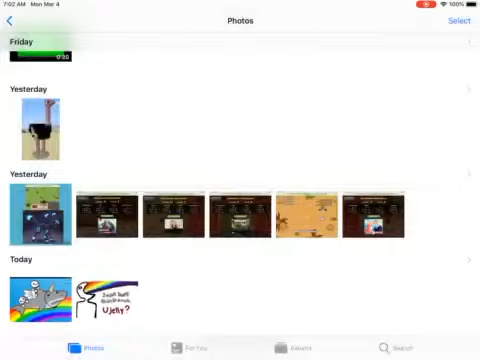 7:02 AM Mon Mar 4
100%
Photos
Select
Friday
0:20
Yesterday
Yesterday
Today
Ujelly?
Photos
For You
Albums
Search